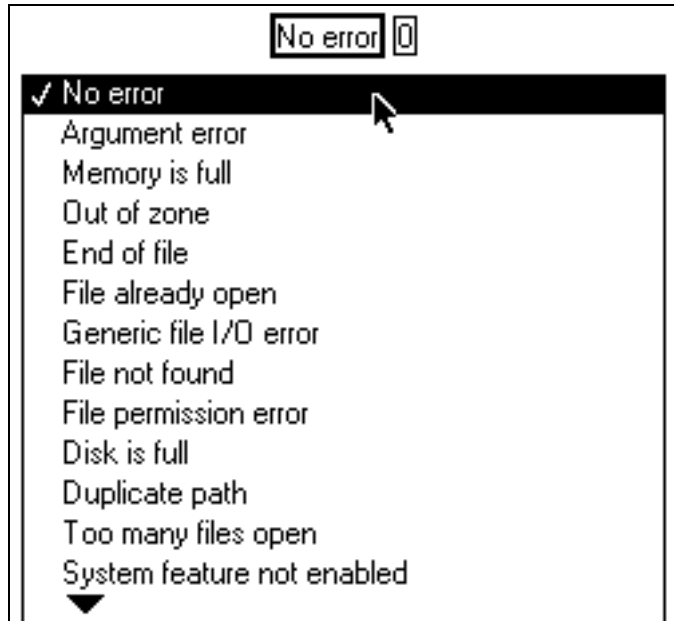 No error 0
✓ No error
Argument error
Memory is full
Out of zone
End of file
File already open
Generic file I/O error
File not found
File permission error
Disk is full
Duplicate path
Too many files open
System feature not enabled